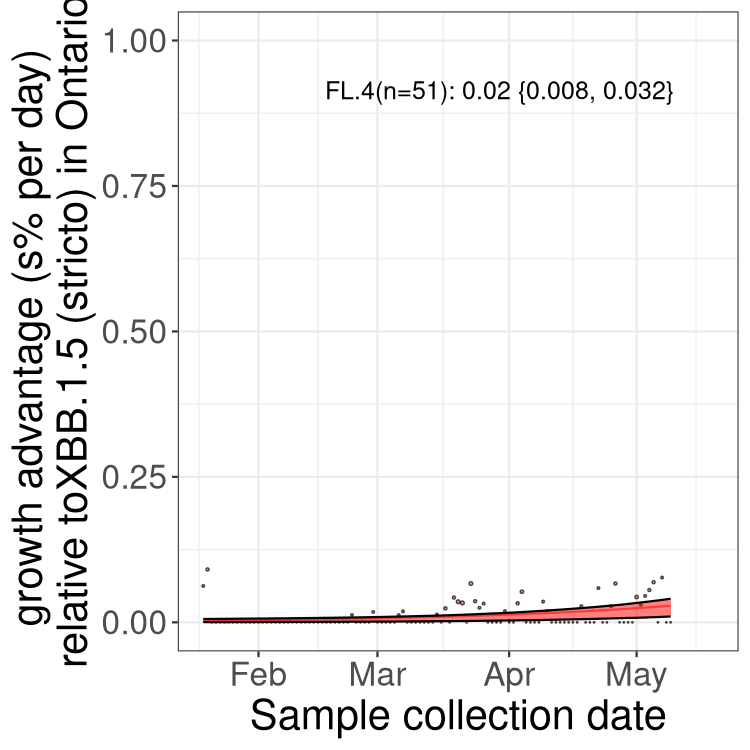 growth advantage (s% per day)
relative toXBB.1.5 (stricto) in Ontario
1.00
0.75
0.50
0.25
0.00
FL.4(n=51): 0.02 {0.008, 0.032}
Feb
Mar
Apr
May
Sample collection date